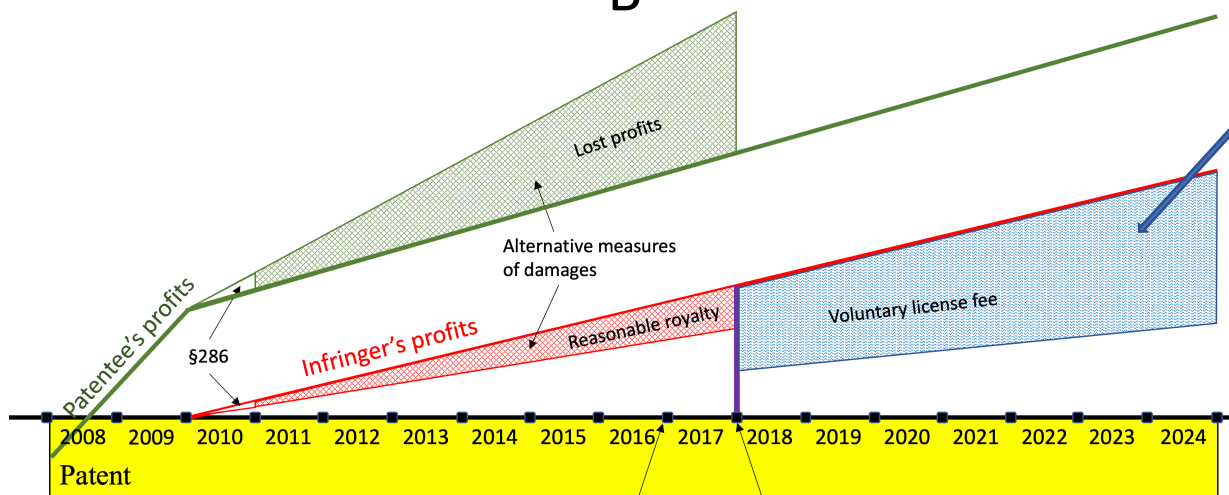 Lost profits
Alternative measures
of damages
Patentee's profits
§286
Infringer's profits
Reasonable royalty
Voluntary license fee
2008 2009 2010 2011 2012 2013 2014 2015 2016 2017 2018 2019 2020 2021 2022 2023 2024
Patent